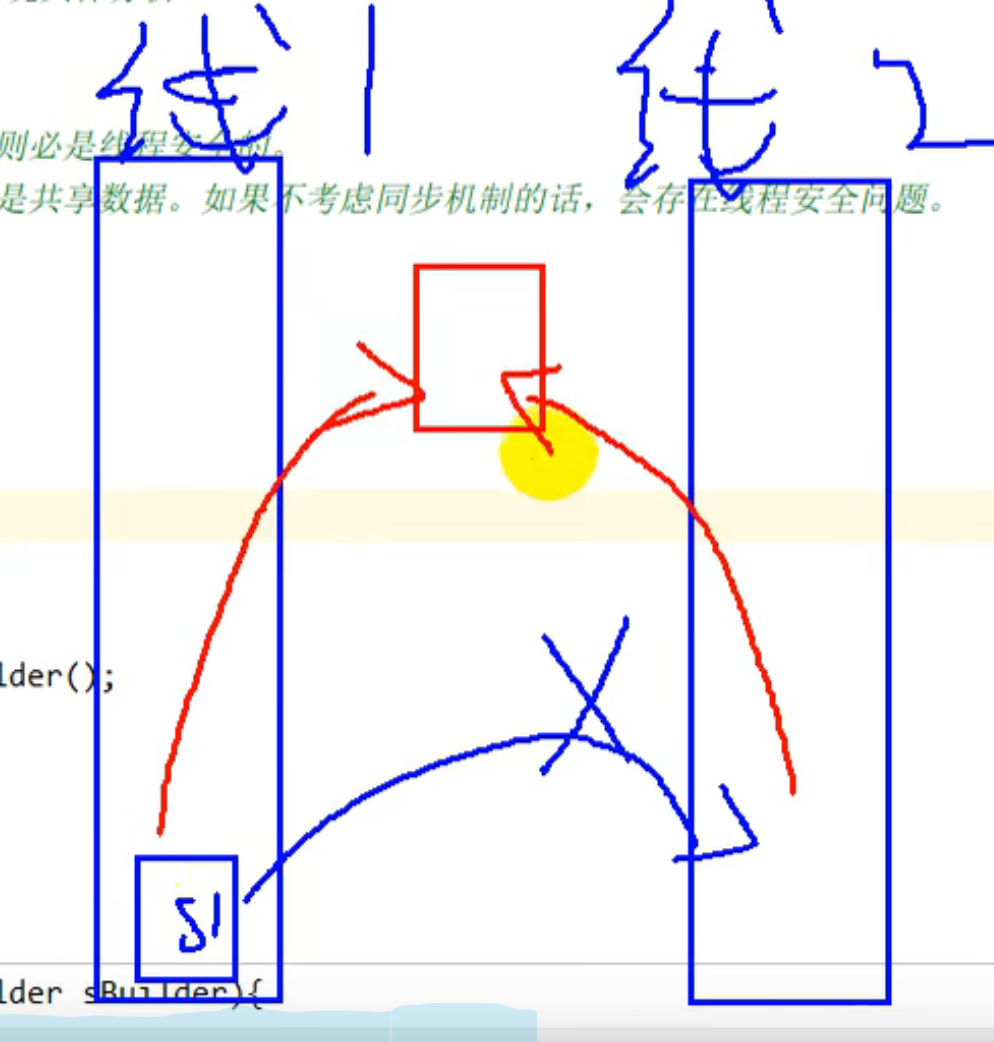 线1 线2
则必是线程安全的。
是共享数据。如果不考虑同步机制的话，会存在线程安全问题。
lder();
S1
lder sBuilder){